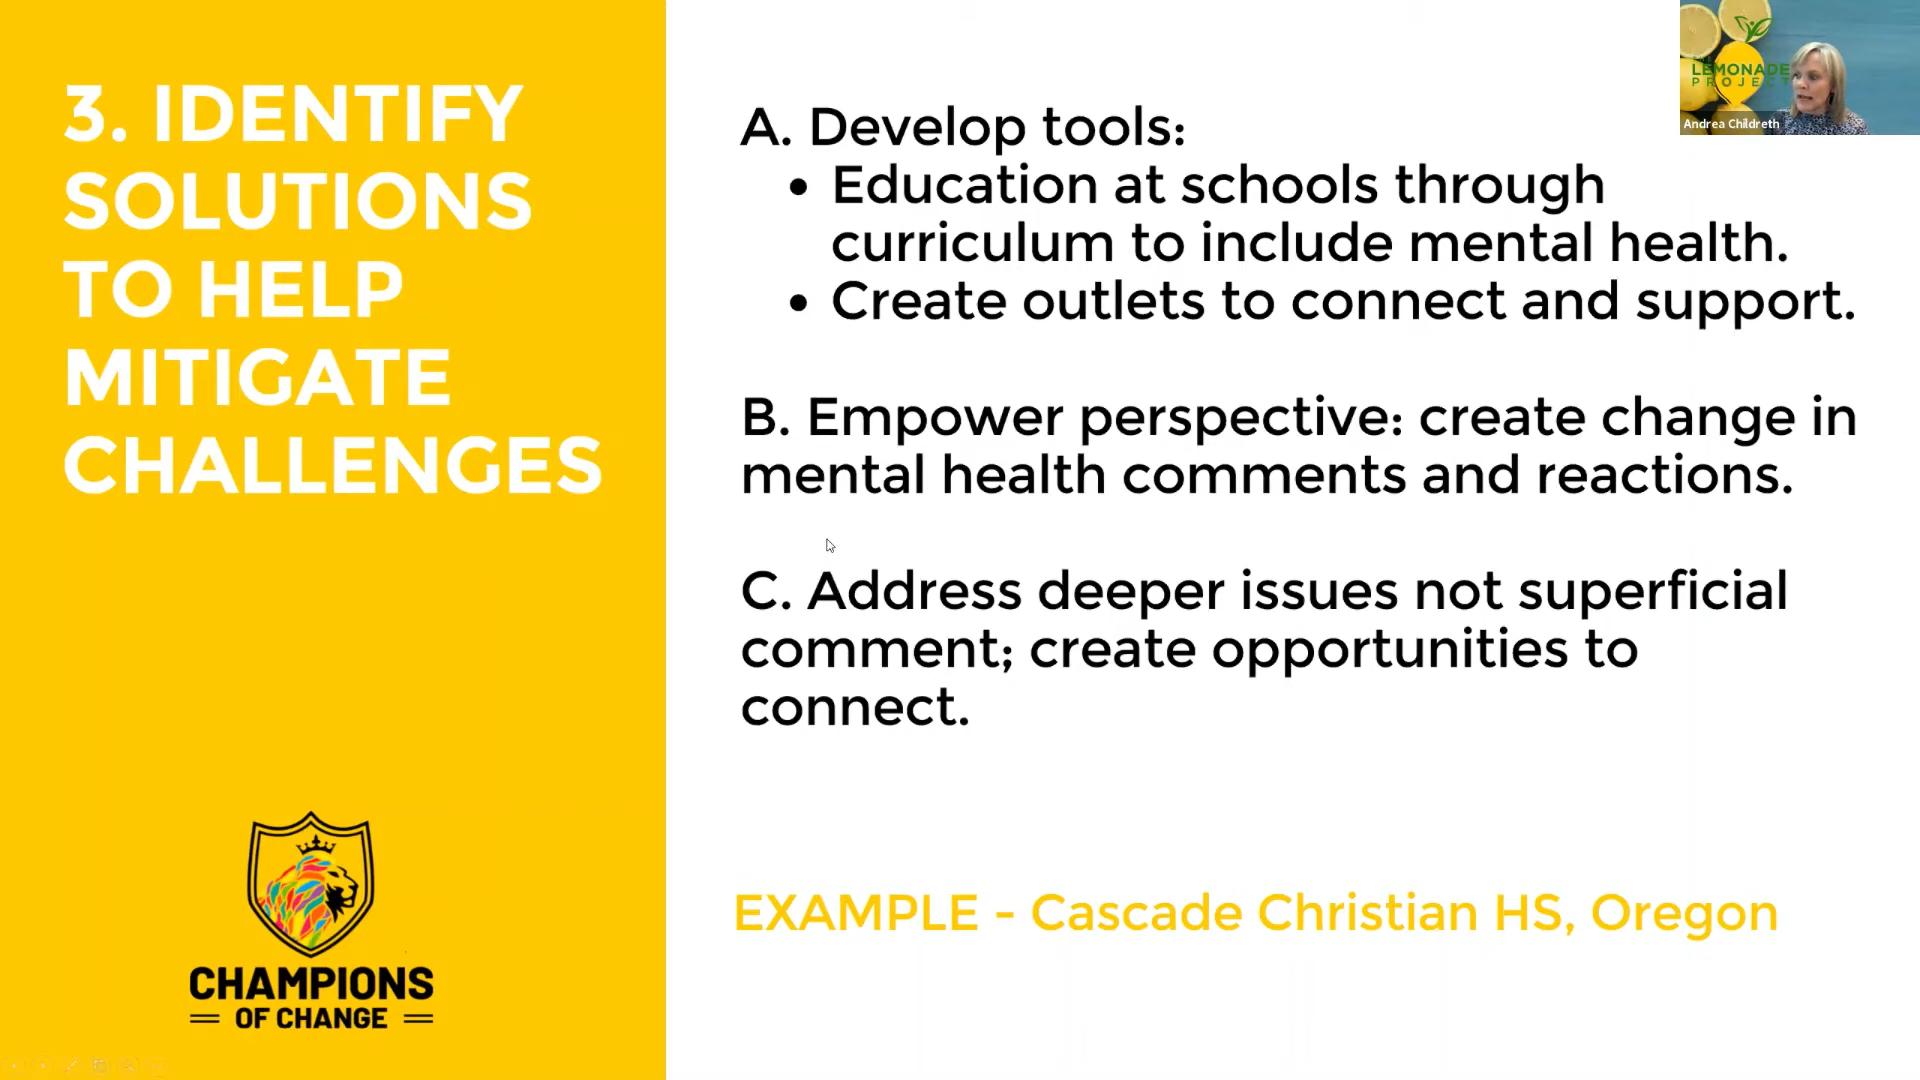 3. IDENTIFY
SOLUTIONS
TO HELP
MITIGATE
CHALLENGES
CHAMPIONS
OF CHANGE
A. Develop tools:
• Education at schools through
curriculum to include mental health.
• Create outlets to connect and support.
B. Empower perspective: create change in
mental health comments and reactions.
C. Address deeper issues not superficial
comment; create opportunities to
connect.
EXAMPLE - Cascade Christian HS, Oregon
LEMONADE
PROJECT
Andrea Childreth